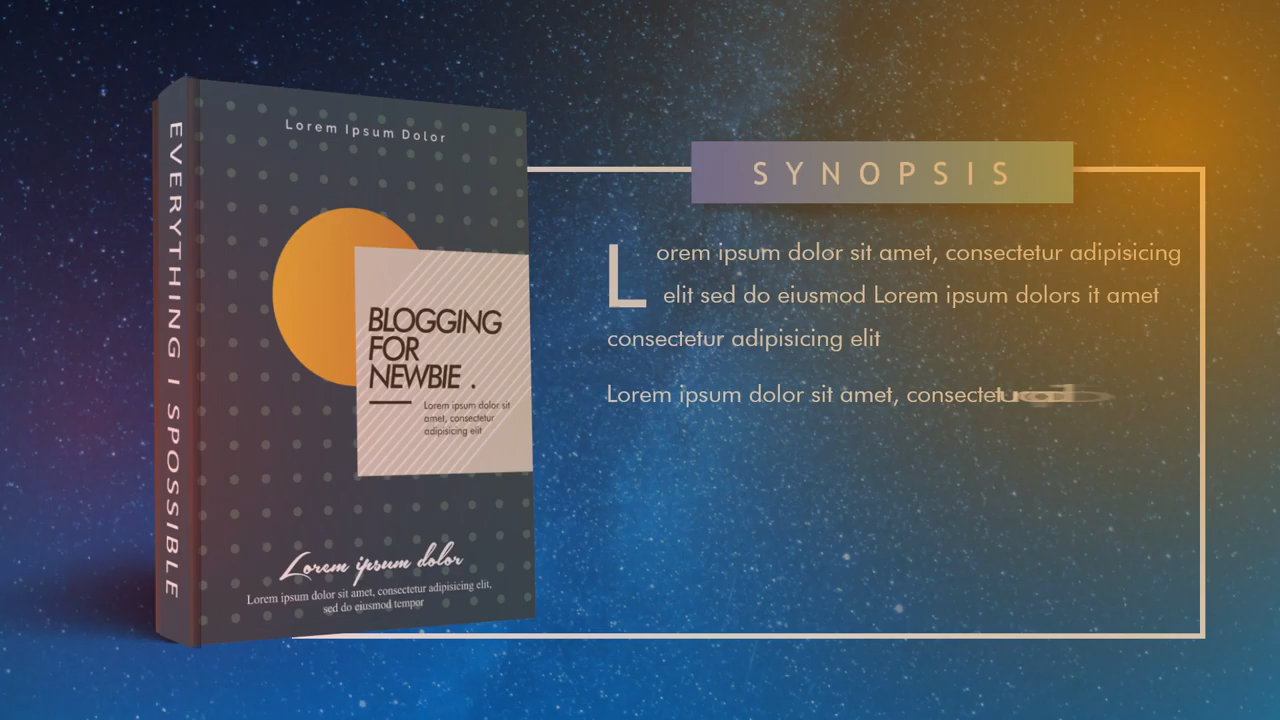 EVERYTHING I SPOSSIBLE
Lorem Ipsum Dolor
BLOGGING
FOR
NEWBIE .
Lorem ipsum dolor sit
amet, consectetur
adipisicing elit
Lorem ipsum dolor
Lorem ipsum dolor sit amet, consectetur adipisicing elit,
sed do eiusmod tempor
SYNOPSIS
Lorem ipsum dolor sit amet, consectetur adipisicing
elit sed do eiusmod Lorem ipsum dolors it amet
consectetur adipisicing elit
Lorem ipsum dolor sit amet,